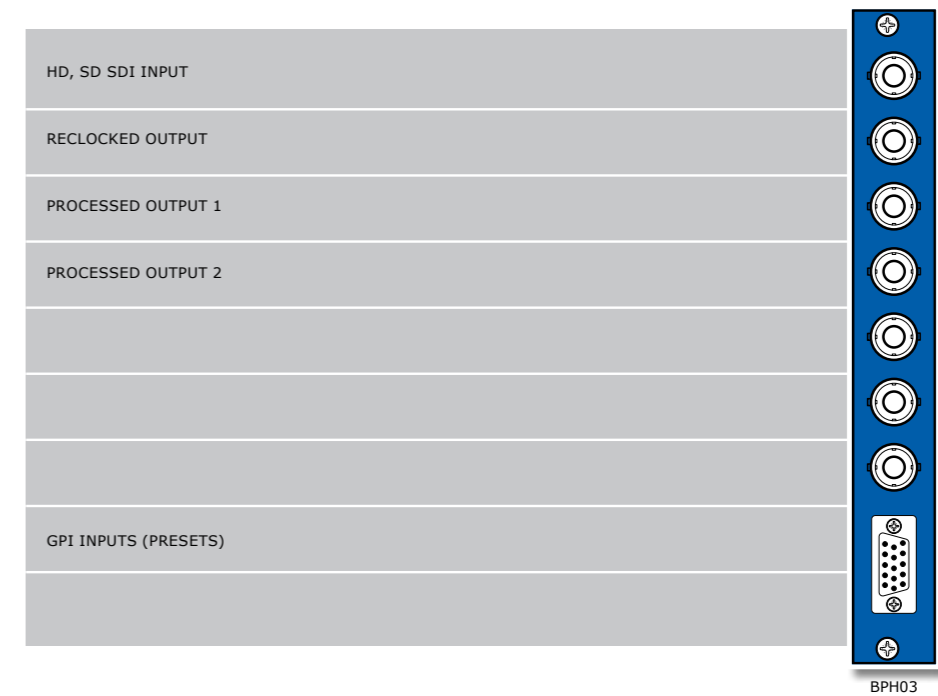 HD, SD SDI INPUT
RECLOCKED OUTPUT
PROCESSED OUTPUT 1
PROCESSED OUTPUT 2
GPI INPUTS (PRESETS)
BPH03